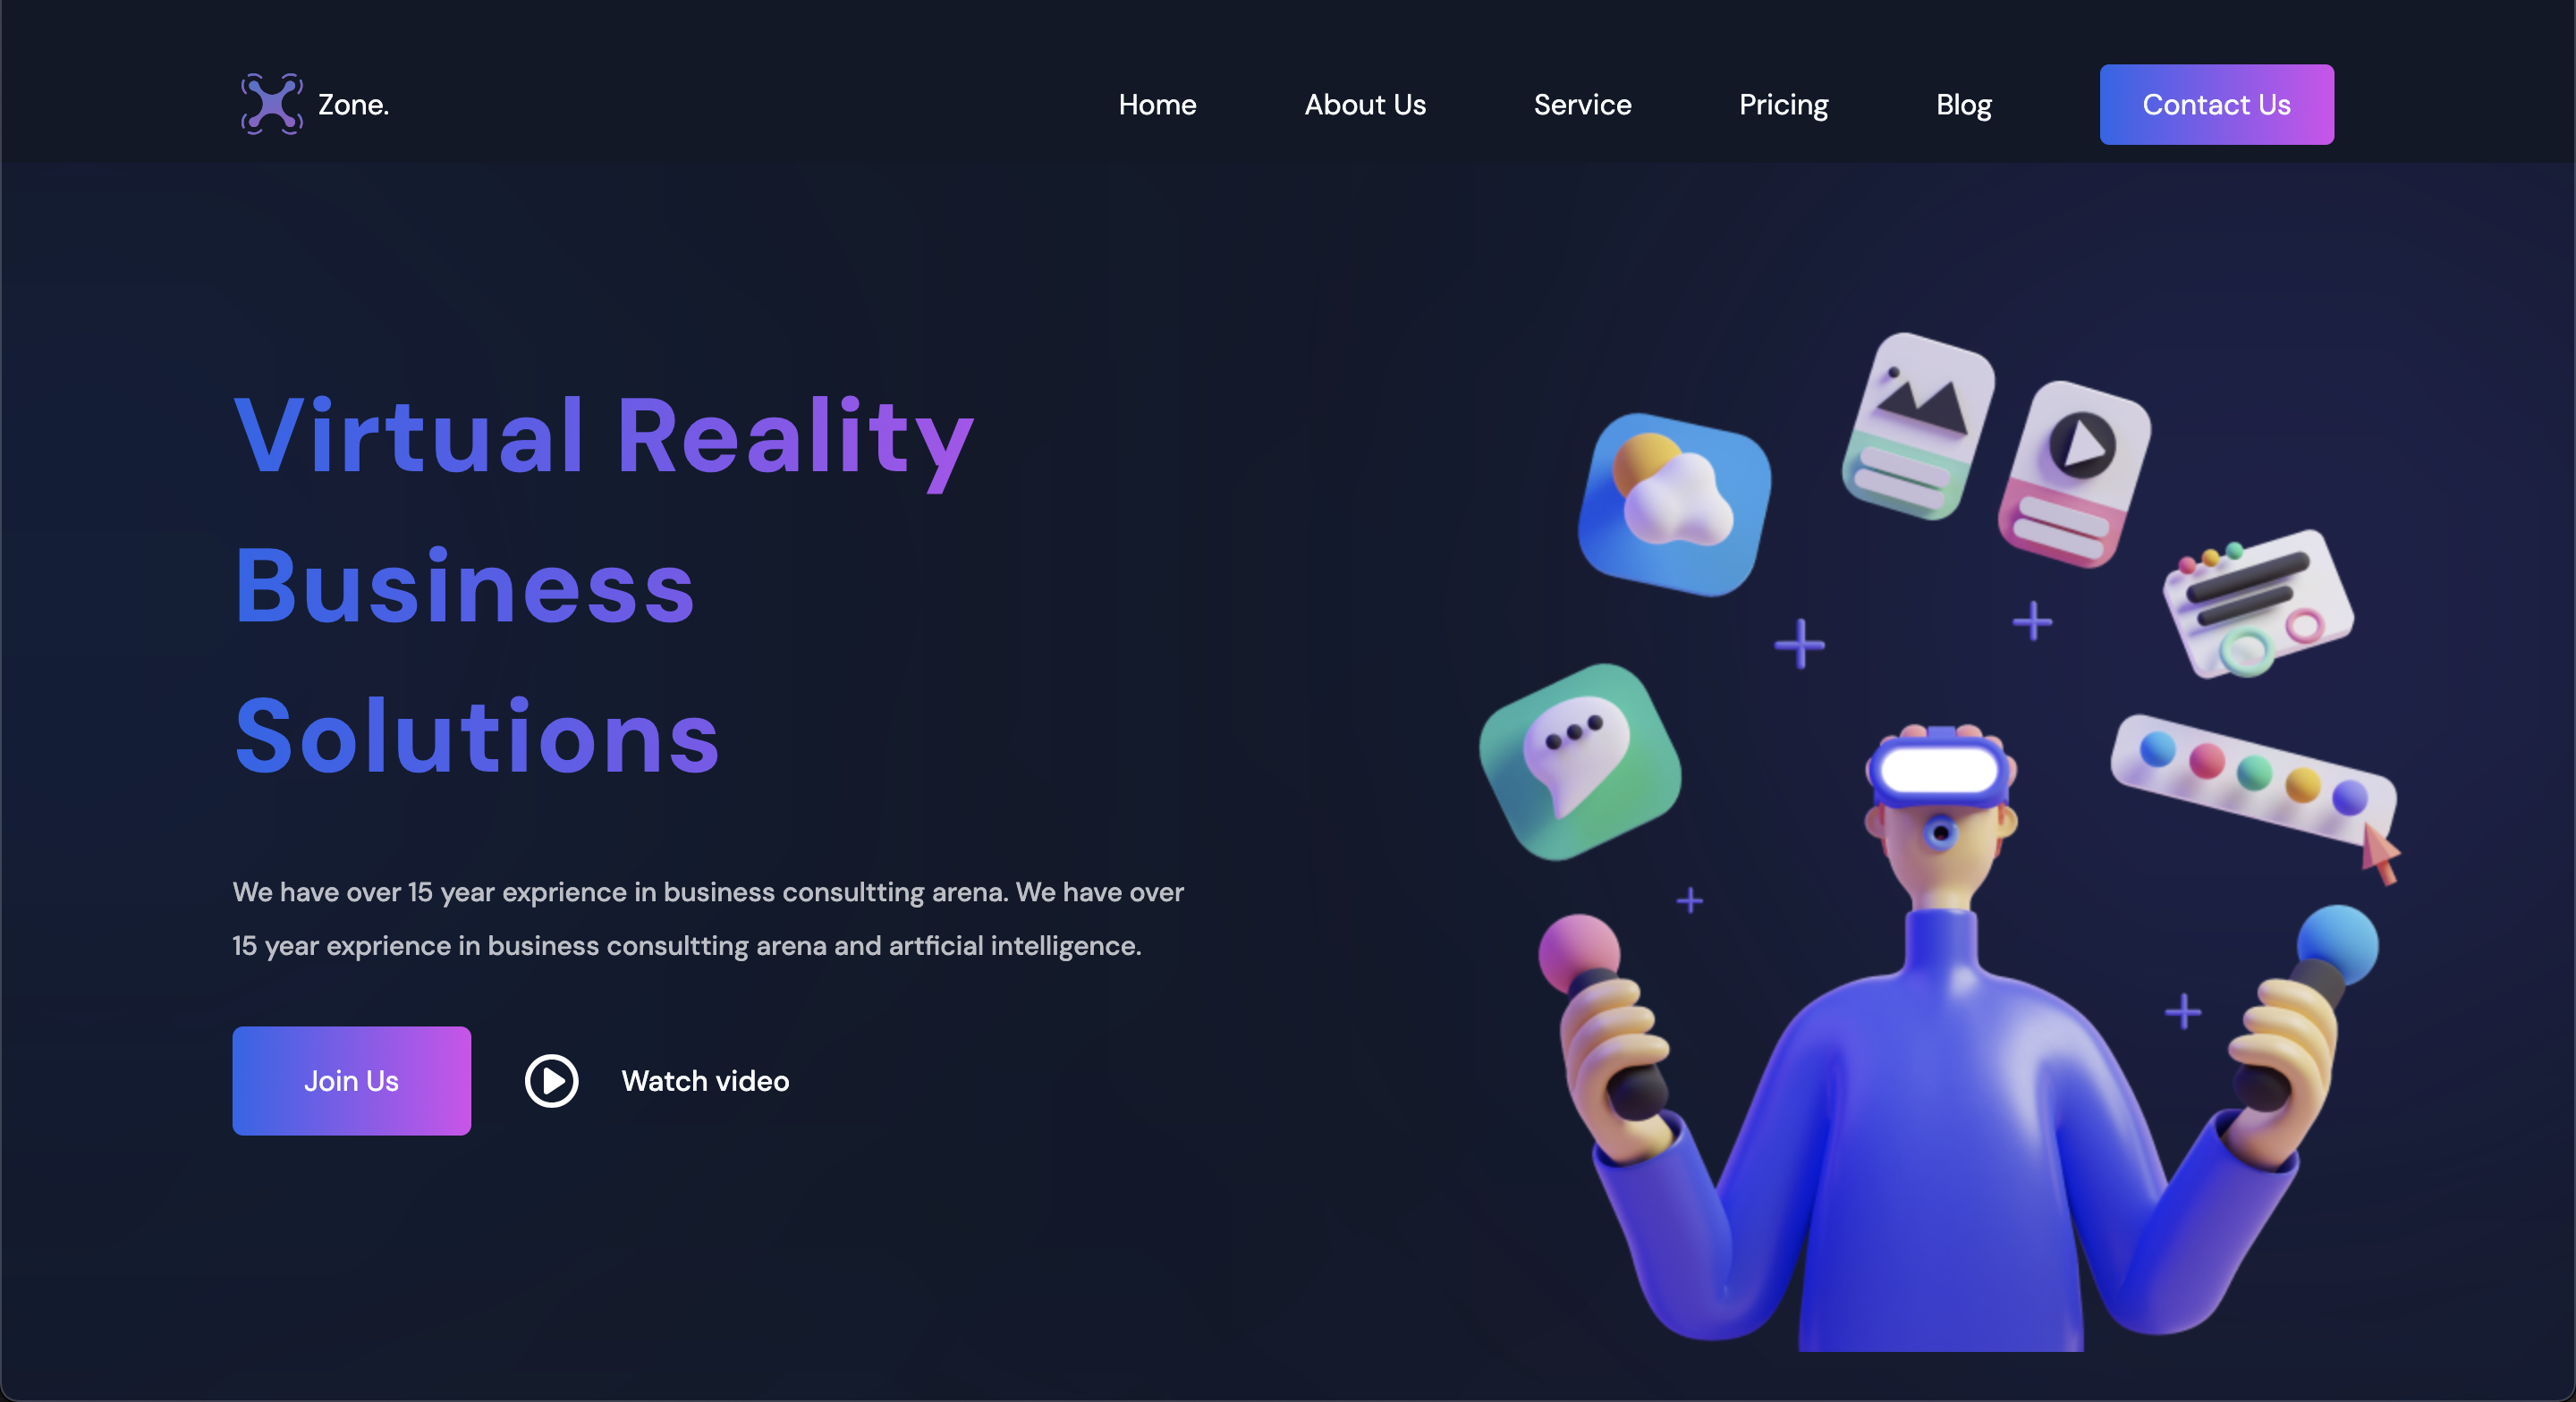 Zone.
Home
About Us
Service
Pricing
Blog
Contact Us
Virtual Reality
Business
Solutions
We have over 15 year exprience in business consultting arena. We have over
15 year exprience in business consultting arena and artficial intelligence.
Join Us
Watch video